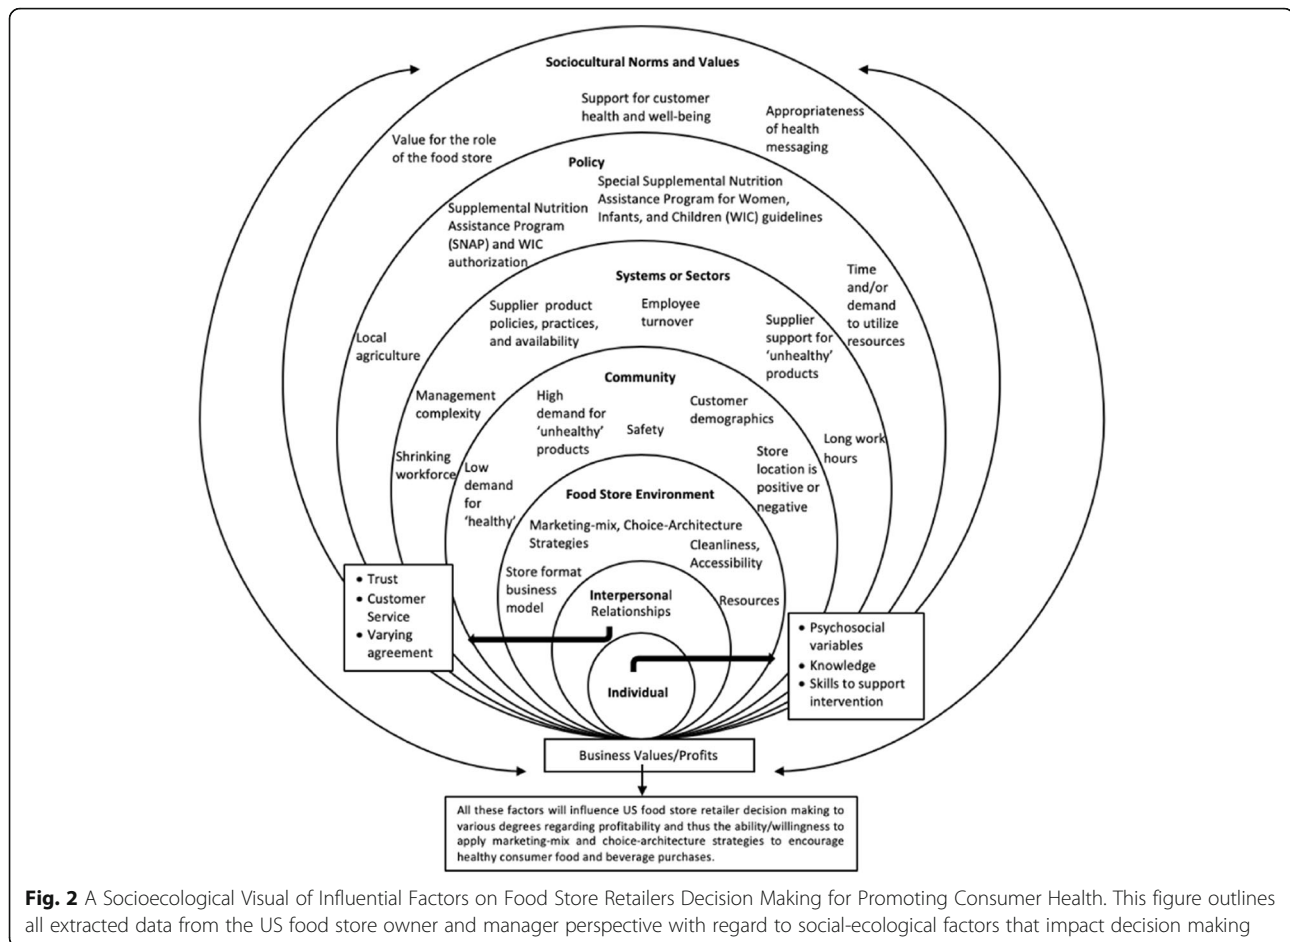 Sociocultural Norms and Values
Support for customer
health and well-being
Appropriateness
of health
messaging
Value for the role
of the food store
Policy
Special Supplemental Nutrition
Assistance Program for Women,
Infants, and Children (WIC) guidelines
Supplemental Nutrition
Assistance Program
(SNAP) and WIC
authorization
Systems or Sectors
Time
and/or
demand
to utilize
resources
Supplier product
policies, practices,
and availability
Employee
turnover
Supplier
support for
‘unhealthy’
products
Local
agriculture
Community
Management
complexity
High
demand for
‘unhealthy’
products
Safety
Customer
demographics
Long work
hours
Shrinking
workforce
Low
demand
for
‘healthy’
Store
location is
positive or
negative
Food Store Environment
Marketing-mix, Choice-Architecture
Strategies
Cleanliness,
Accessibility
Store format
business
model
Interpersonal
Relationships
Resources
• Trust
• Customer
Service
• Varying
agreement
• Psychosocial
variables
• Knowledge
• Skills to support
intervention
Individual
Business Values/Profits
All these factors will influence US food store retailer decision making to
various degrees regarding profitability and thus the ability/willingness to
apply marketing-mix and choice-architecture strategies to encourage
healthy consumer food and beverage purchases.
Fig. 2 A Socioecological Visual of Influential Factors on Food Store Retailers Decision Making for Promoting Consumer Health. This figure outlines
all extracted data from the US food store owner and manager perspective with regard to social-ecological factors that impact decision making